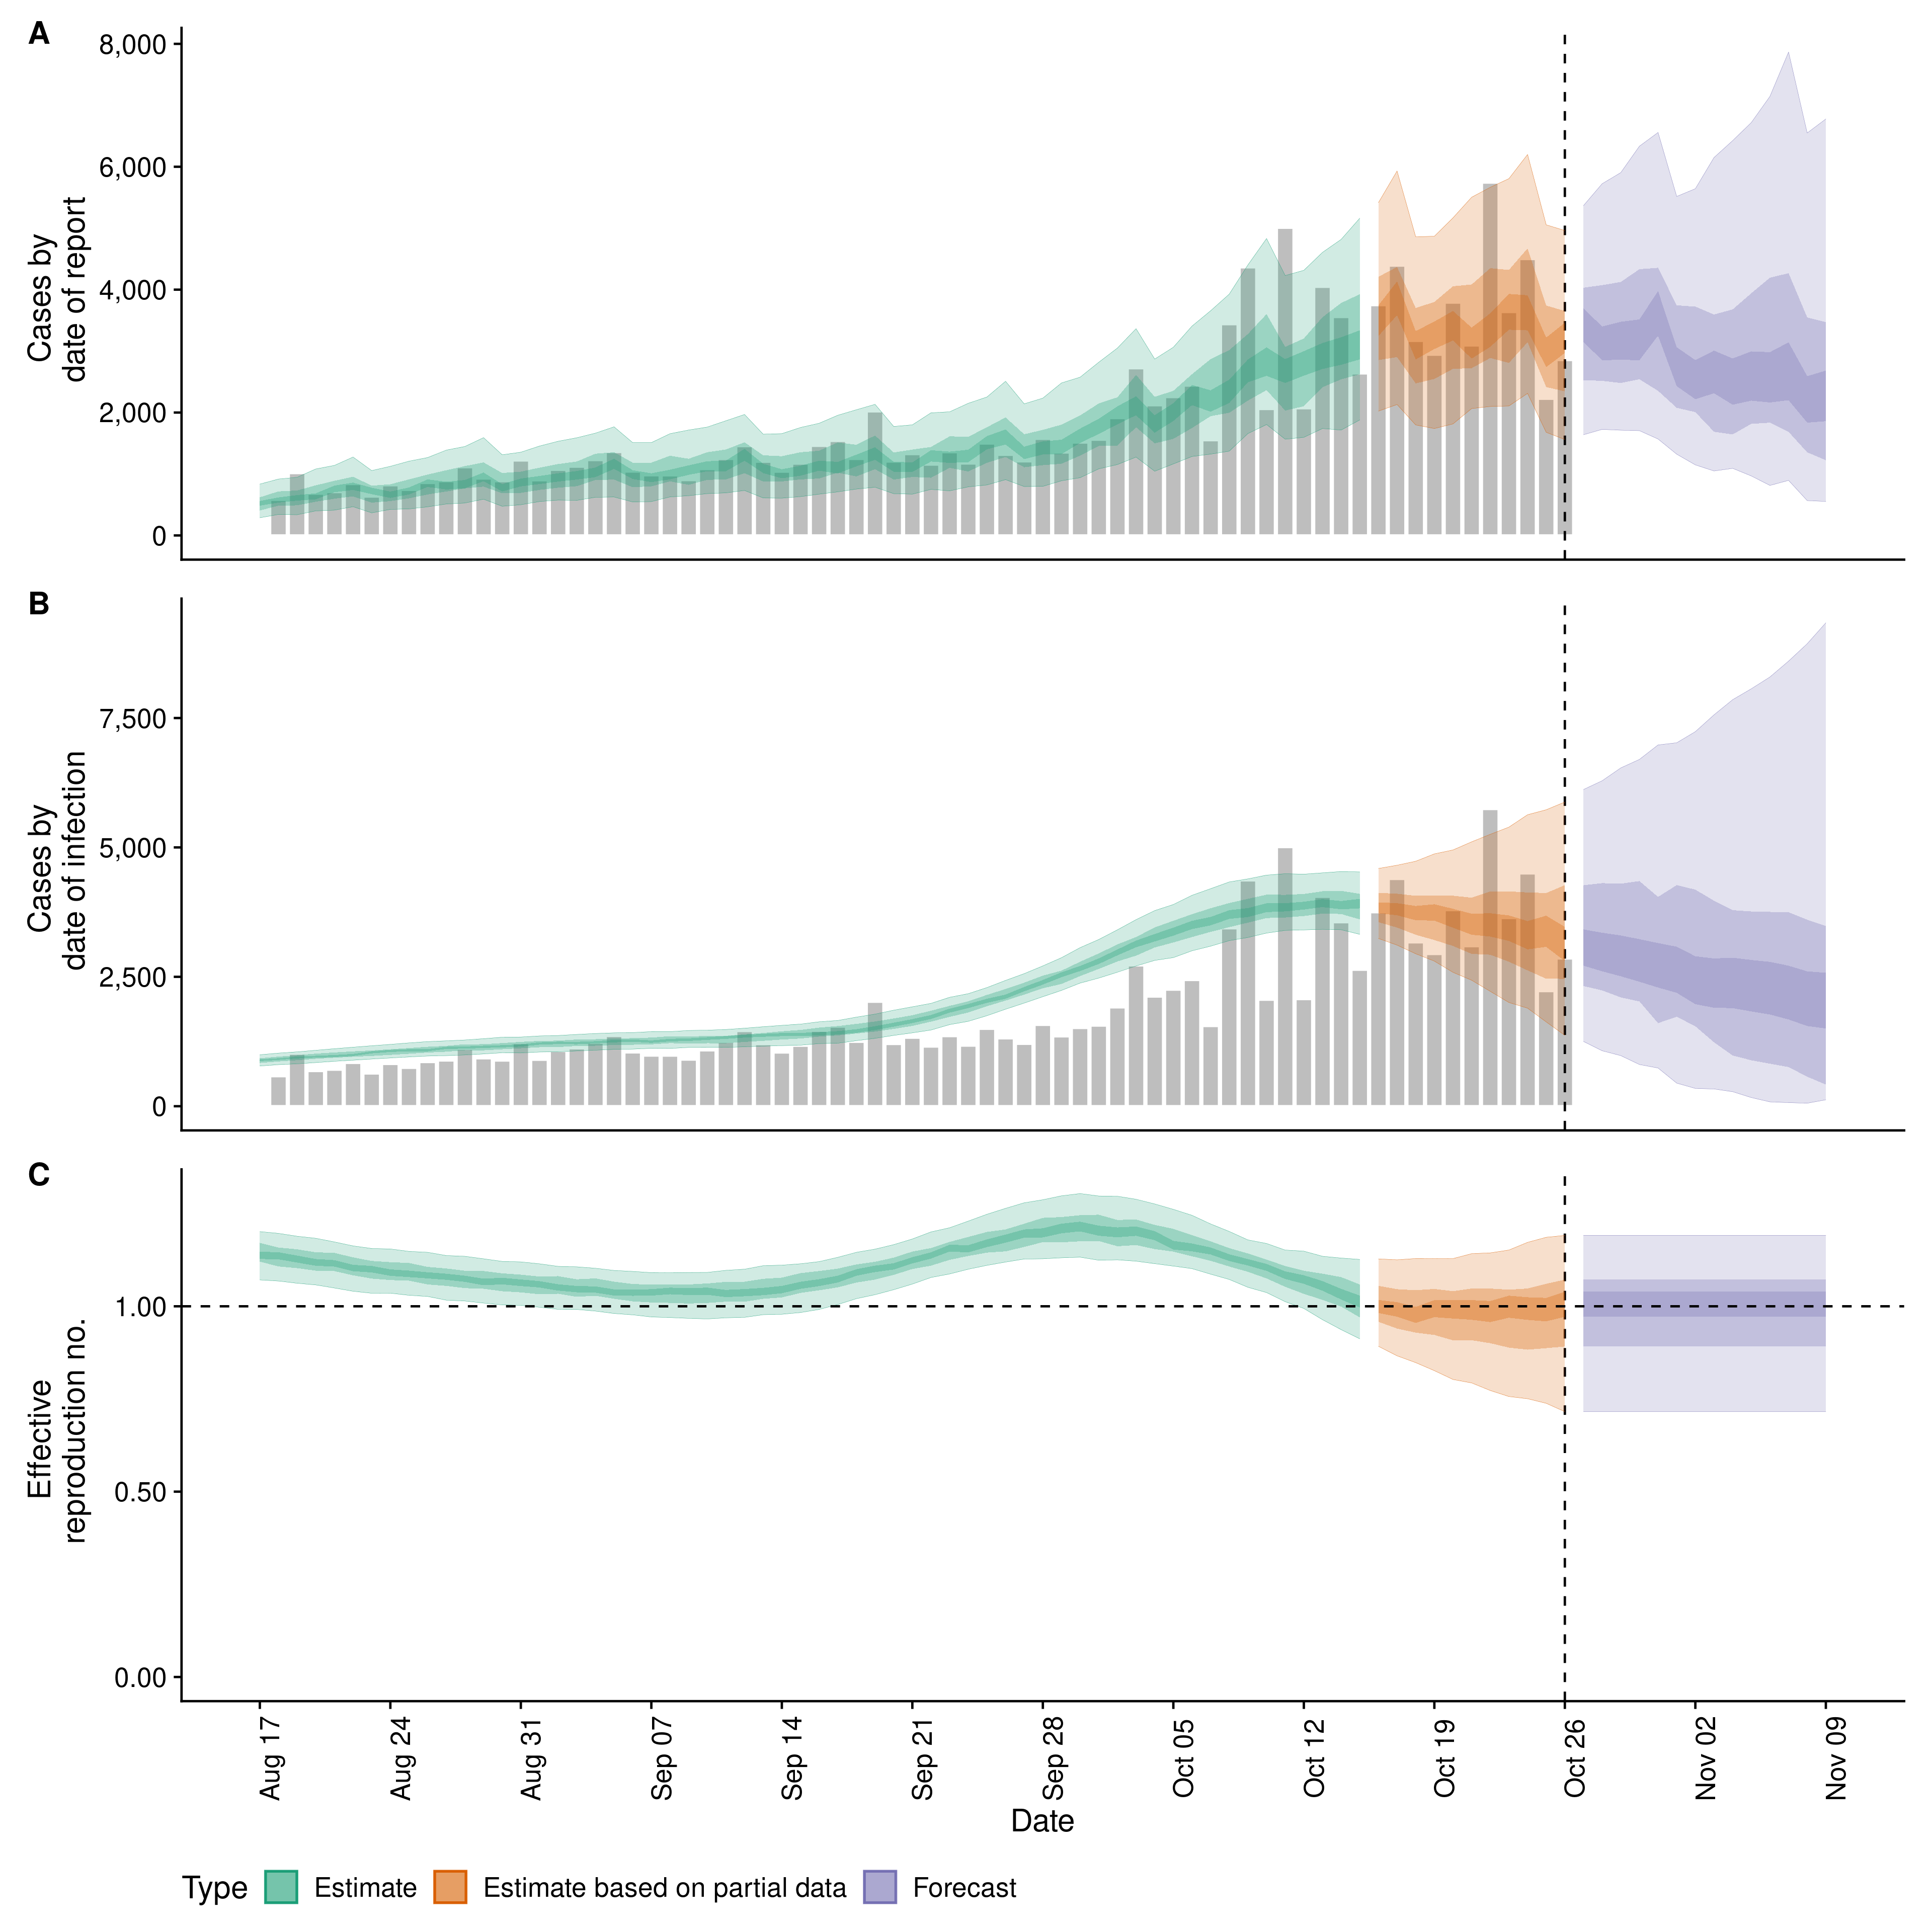 A
8,000
6,000
4,000
2,000
0
Cases by
date of report
B
7,500
5,000
2,500
0
Cases by
date of infection
C
1.00
0.50
0.00
Effective
reproduction no.
Aug 17
Aug 24
Aug 31
Sep 07
Sep 14
Sep 21
Sep 28
Oct 05
Oct 12
Oct 19
Oct 26
Nov 02
Nov 09
Date
Type Estimate Estimate based on partial data Forecast